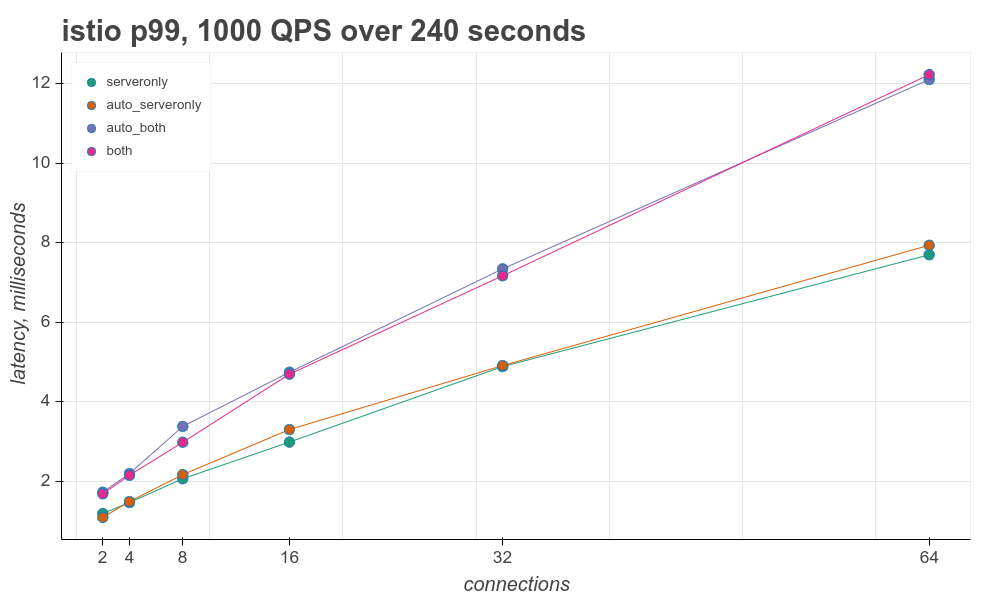 istio p99, 1000 QPS over 240 seconds
serveronly
auto_serveronly
auto_both
both
latency, milliseconds
12
10
8
6
4
2
2 4 8 16 32 64
connections